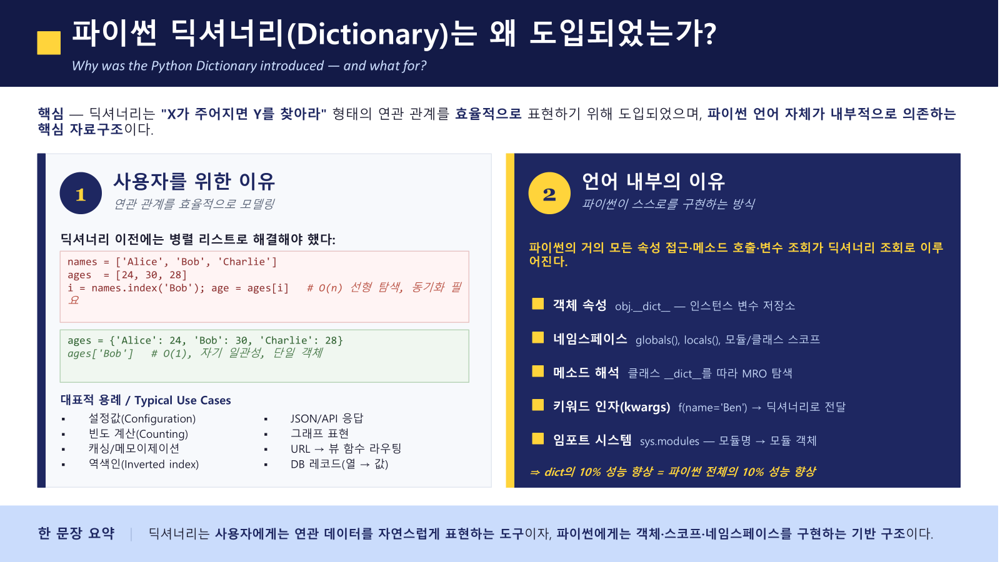 파이썬 딕셔너리(Dictionary)는 왜 도입되었는가?
Why was the Python Dictionary introduced — and what for?
핵심 — 딕셔너리는 "X가 주어지면 Y를 찾아라" 형태의 연관 관계를 효율적으로 표현하기 위해 도입되었으며, 파이썬 언어 자체가 내부적으로 의존하는
핵심 자료구조이다.
1
사용자를 위한 이유
연관 관계를 효율적으로 모델링
딕셔너리 이전에는 병렬 리스트로 해결해야 했다:
names = ['Alice', 'Bob', 'Charlie']
ages  = [24, 30, 28]
i = names.index('Bob'); age = ages[i]   # O(n) 선형 탐색, 동기화 필
요
ages = {'Alice': 24, 'Bob': 30, 'Charlie': 28}
ages['Bob']   # O(1), 자기 일관성, 단일 객체
대표적 용례 / Typical Use Cases
▪ 설정값(Configuration)
▪ 빈도 계산(Counting)
▪ 캐싱/메모이제이션
▪ 역색인(Inverted index)
▪ JSON/API 응답
▪ 그래프 표현
▪ URL → 뷰 함수 라우팅
▪ DB 레코드(열 → 값)
2
언어 내부의 이유
파이썬이 스스로를 구현하는 방식
파이썬의 거의 모든 속성 접근·메소드 호출·변수 조회가 딕셔너리 조회로 이루
어진다.
객체 속성 obj.__dict__ — 인스턴스 변수 저장소
네임스페이스 globals(), locals(), 모듈/클래스 스코프
메소드 해석 클래스 __dict__를 따라 MRO 탐색
키워드 인자(kwargs) f(name='Ben') → 딕셔너리로 전달
임포트 시스템 sys.modules — 모듈명 → 모듈 객체
⇒ dict의 10% 성능 향상 = 파이썬 전체의 10% 성능 향상
한 문장 요약 | 딕셔너리는 사용자에게는 연관 데이터를 자연스럽게 표현하는 도구이자, 파이썬에게는 객체·스코프·네임스페이스를 구현하는 기반 구조이다.